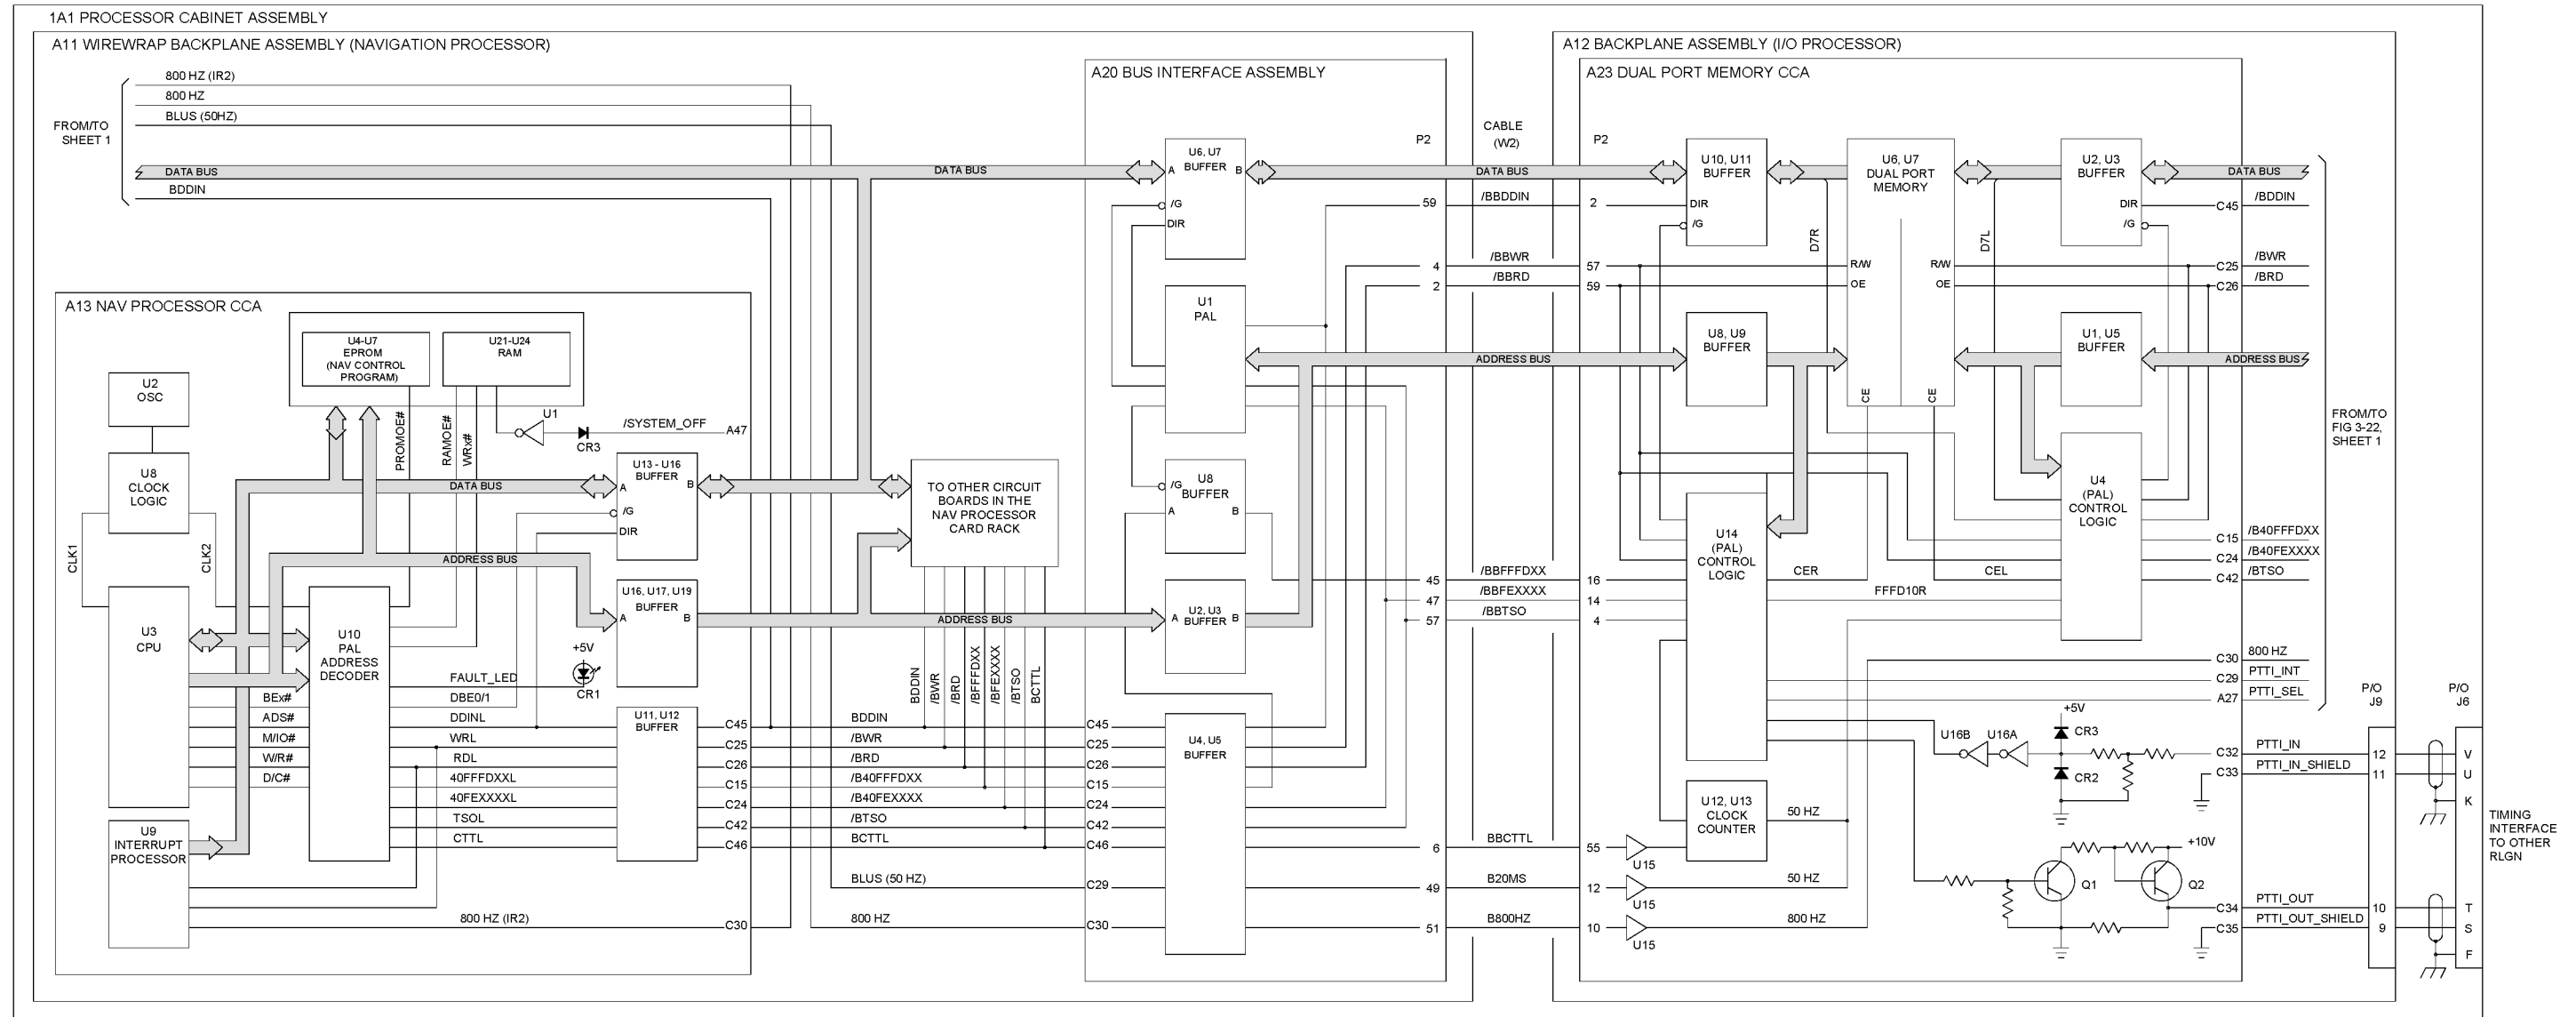 1A1 PROCESSOR CABINET ASSEMBLY
A11 WIREWRAP BACKPLANE ASSEMBLY (NAVIGATION PROCESSOR)
800 HZ (IR2)
800 HZ
BLUS (50HZ)
FROM/TO
SHEET 1
DATA BUS
DATA BUS
BDDIN
A13 NAV PROCESSOR CCA
U4-U7
EPROM
(NAV CONTROL
PROGRAM)
U21-U24
RAM
U2
OSC
U8
CLOCK
LOGIC
PROMOE#
RAMOE#
WRx#
U1
CR3
/SYSTEM_OFF
A47
DATA BUS
U13 - U16
BUFFER
A
B
/G
DIR
CLK1
CLK2
ADDRESS BUS
U3
CPU
U10
PAL
ADDRESS
DECODER
U16, U17, U19
BUFFER
A
B
+5V
CR1
FAULT_LED
BEx#
DBE0/1
ADS#
DDINL
M/IO#
WRL
W/R#
RDL
D/C#
40FFFDXXL
40FEXXXXL
TSOL
CTTL
U9
INTERRUPT
PROCESSOR
800 HZ (IR2)
U11, U12
BUFFER
C45
C25
C26
C15
C24
C42
C46
C30
TO OTHER CIRCUIT
BOARDS IN THE
NAV PROCESSOR
CARD RACK
ADDRESS BUS
BDDIN
/BWR
/BRD
/BFFFDXX
/BFEXXXX
/BTSO
BCTTL
BDDIN
/BWR
/BRD
/B40FFFDXX
/B40FEXXXX
/BTSO
BCTTL
BLUS (50 HZ)
800 HZ
A20 BUS INTERFACE ASSEMBLY
U6, U7
BUFFER
A
B
/G
DIR
U1
PAL
U8
BUFFER
/G
A
B
U2, U3
BUFFER
A
B
U4, U5
BUFFER
C45
C25
C26
C15
C24
C42
C46
C29
C30
P2
59
4
2
45
47
57
6
49
51
CABLE
(W2)
DATA BUS
/BBDDIN
/BBWR
/BBRD
ADDRESS BUS
/BBFFFDXX
/BBFEXXXX
/BBTSO
BBCTTL
B20MS
B800HZ
A12 BACKPLANE ASSEMBLY (I/O PROCESSOR)
A23 DUAL PORT MEMORY CCA
P2
2
57
59
16
14
4
55
12
10
U15
U15
U15
U10, U11
BUFFER
DIR
/G
U8, U9
BUFFER
U14
(PAL)
CONTROL
LOGIC
U12, U13
CLOCK
COUNTER
D7R
U6, U7
DUAL PORT
MEMORY
R/W
OE
R/W
OE
CE
CE
D7L
U2, U3
BUFFER
DIR
/G
U1, U5
BUFFER
U4
(PAL)
CONTROL
LOGIC
CER
CEL
FFFD10R
50 HZ
50 HZ
800 HZ
DATA BUS
C45
/BDDIN
C25
/BWR
C26
/BRD
ADDRESS BUS
C15
/B40FFFDXX
C24
/B40FEXXXX
C42
/BTSO
C30
800 HZ
C29
PTTI_INT
A27
PTTI_SEL
FROM/TO
FIG 3-22,
SHEET 1
+5V
CR3
CR2
U16B
U16A
C32
PTTI_IN
C33
PTTI_IN_SHIELD
+10V
Q1
Q2
C34
PTTI_OUT
C35
PTTI_OUT_SHIELD
P/O
J9
12
11
10
9
P/O
J6
V
U
K
T
S
F
TIMING
INTERFACE
TO OTHER
RLGN